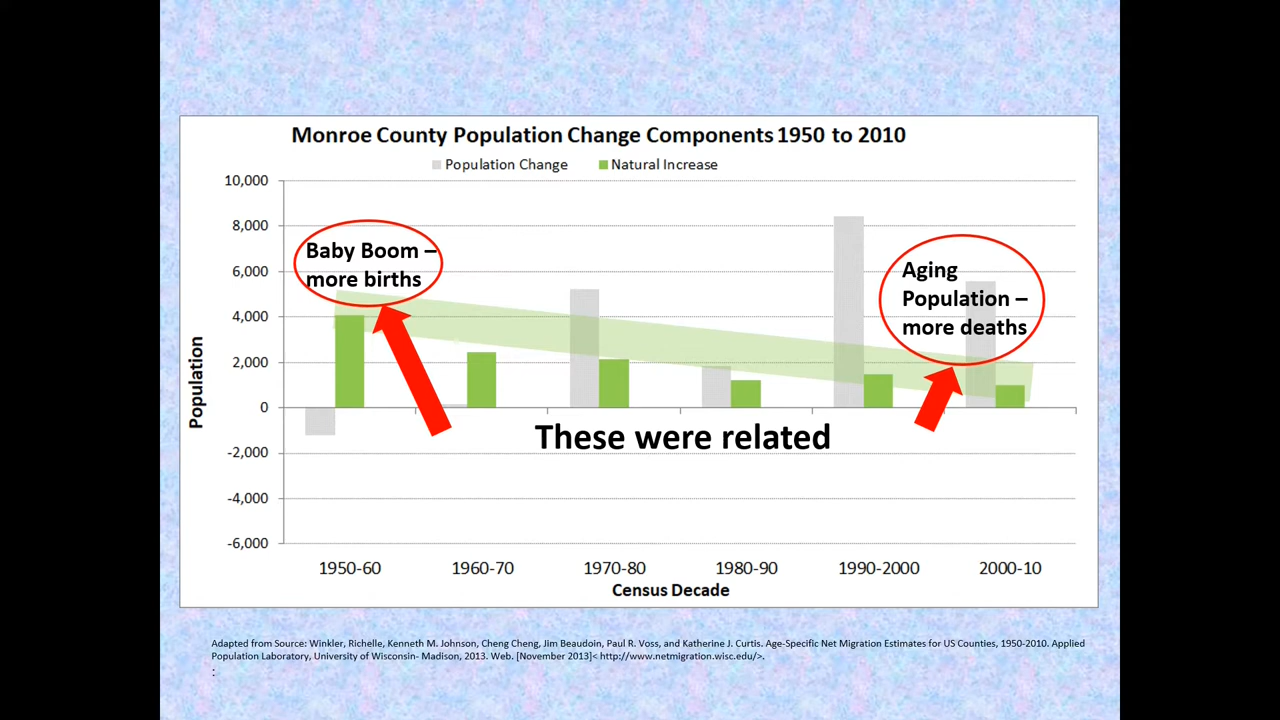 Monroe County Population Change Components 1950 to 2010
Population Change Natural Increase
10,000
8,000
6,000
4,000
2,000
0
-2,000
-4,000
-6,000
Population
Baby Boom –
more births
Aging
Population –
more deaths
These were related
1950-60 1960-70 1970-80 1980-90 1990-2000 2000-10
Census Decade
Adapted from Source: Winkler, Richelle, Kenneth M. Johnson, Cheng Cheng, Jim Beaudoin, Paul R. Voss, and Katherine J. Curtis. Age-Specific Net Migration Estimates for US Counties, 1950-2010. Applied
Population Laboratory, University of Wisconsin- Madison, 2013. Web. [November 2013]< http://www.netmigration.wisc.edu/>.
: